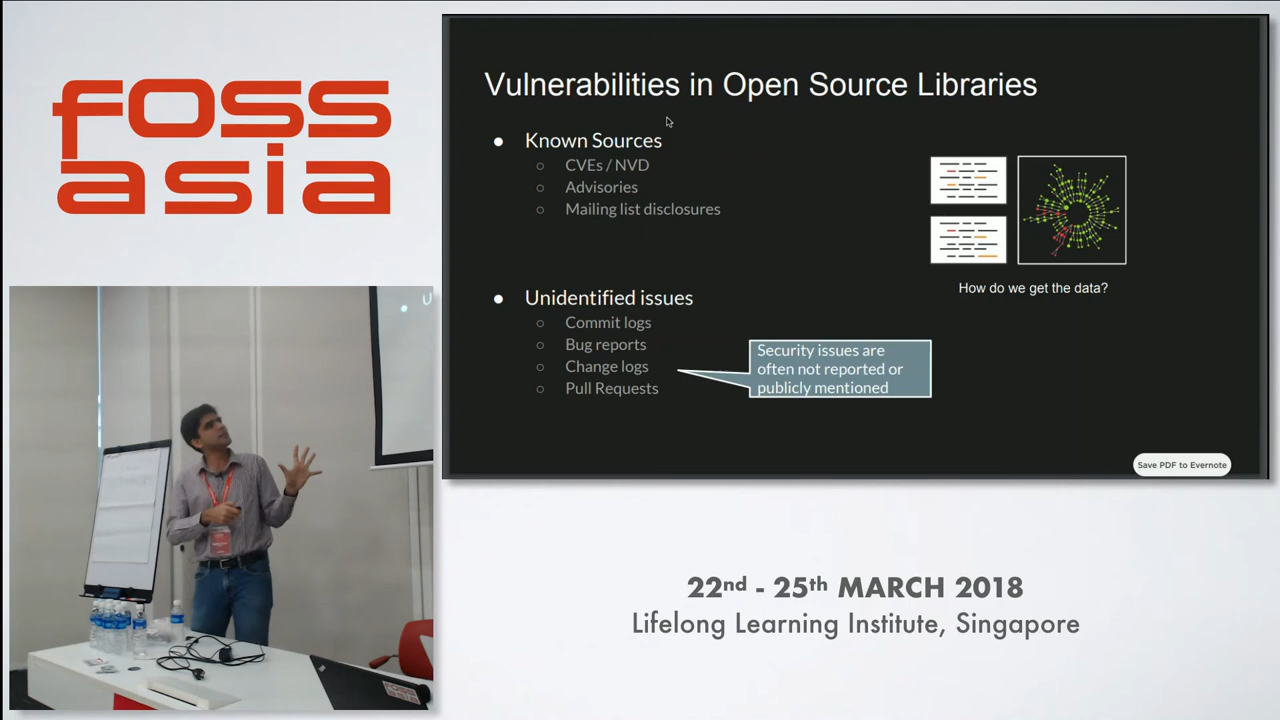 foss
asia
Vulnerabilities in Open Source Libraries
Known Sources
CVEs / NVD
Advisories
Mailing list disclosures
How do we get the data?
Unidentified issues
Commit logs
Bug reports
Change logs
Pull Requests
Security issues are
often not reported or
publicly mentioned
Save PDF to Evernote
22nd - 25th MARCH 2018
Lifelong Learning Institute, Singapore